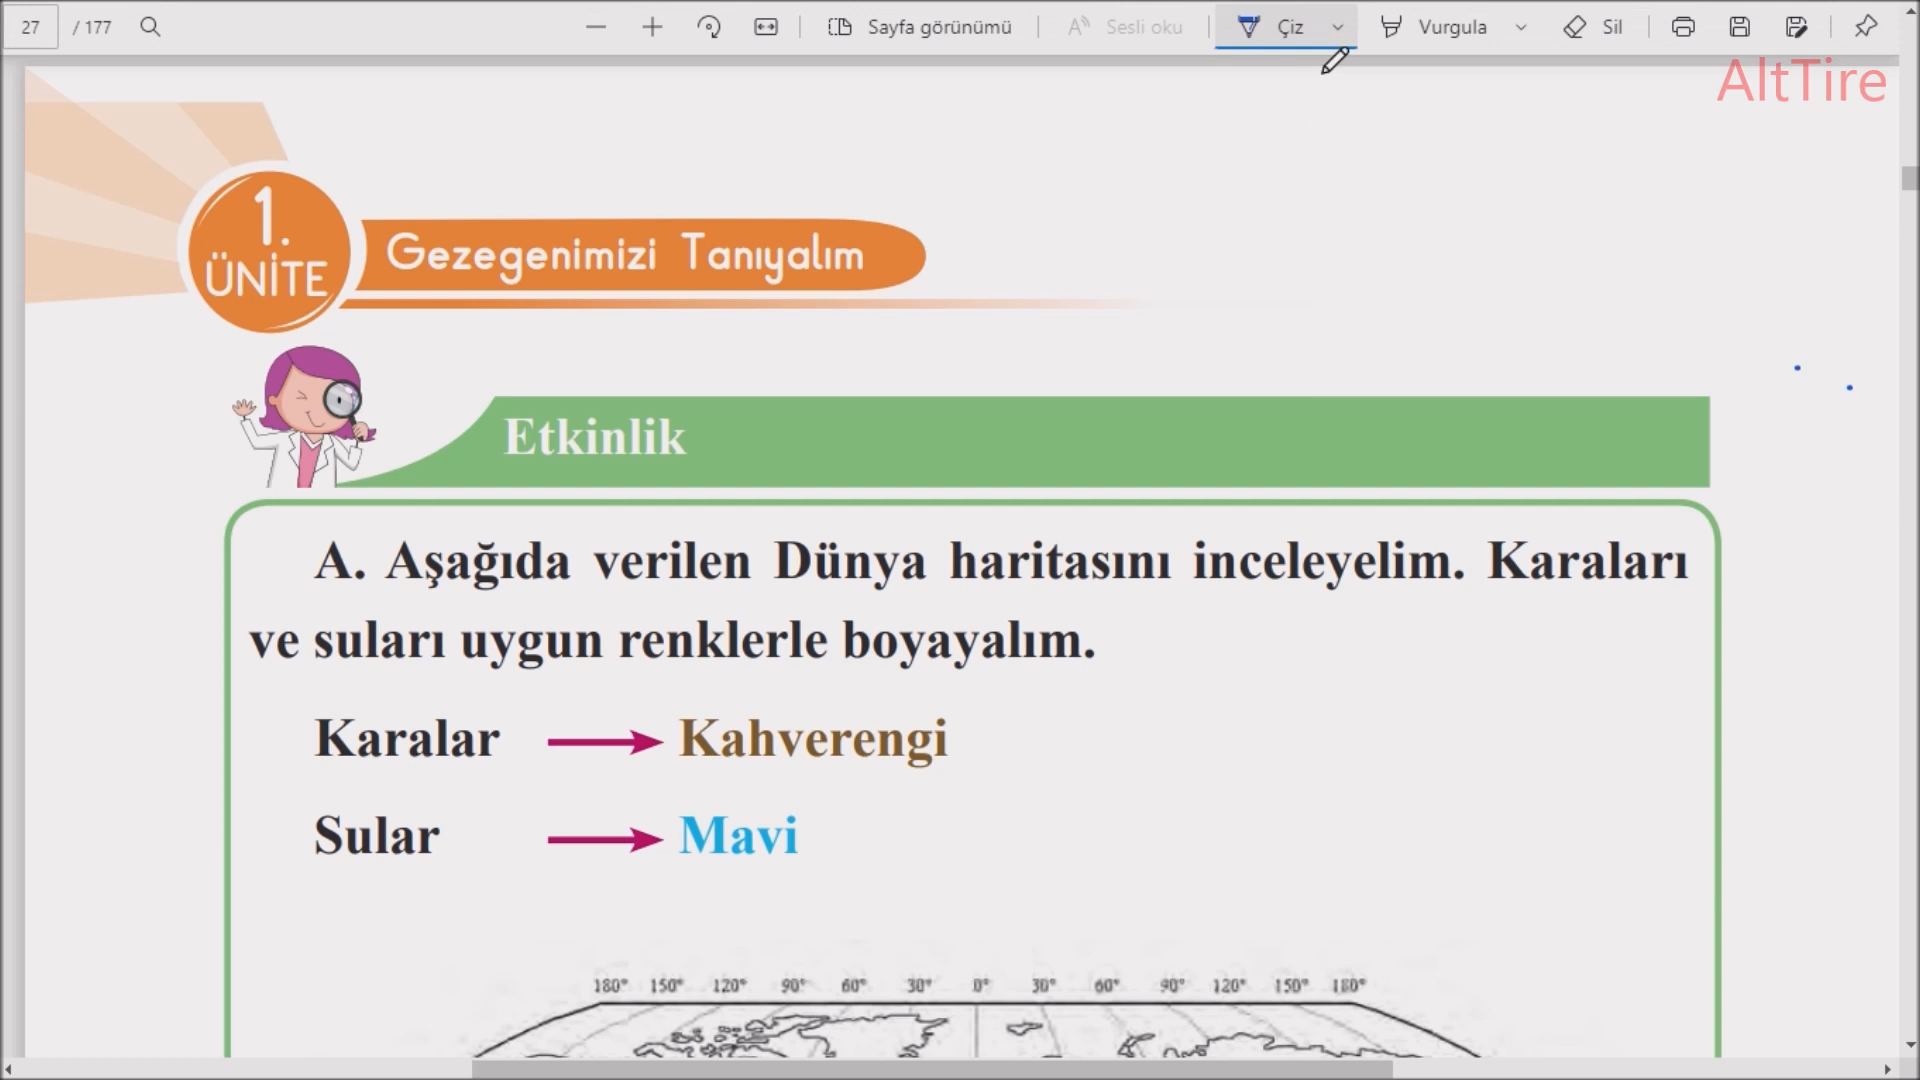 27 / 177 Sayfa görünümü Sesli oku Çiz Vurgula Sil
AltTire
1.
ÜNİTE
Gezegenimizi Tanıyalım
Etkinlik
A. Aşağıda verilen Dünya haritasını inceleyelim. Karaları
ve suları uygun renklerle boyayalım.
Karalar Kahverengi
Sular Mavi
180° 150° 120° 90° 60° 30° 0° 30° 60° 90° 120° 150° 180°